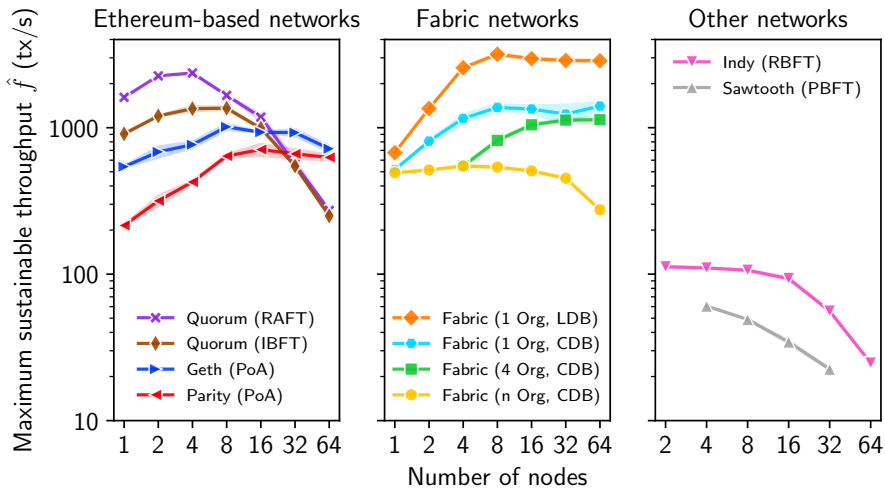 Ethereum-based networks
Fabric networks
Other networks
Maximum sustainable throughput f̂ (tx/s)
1000
100
10
Quorum (RAFT)
Quorum (IBFT)
Geth (PoA)
Parity (PoA)
1 2 4 8 16 32 64
Fabric (1 Org, LDB)
Fabric (1 Org, CDB)
Fabric (4 Org, CDB)
Fabric (n Org, CDB)
1 2 4 8 16 32 64
Indy (RBFT)
Sawtooth (PBFT)
2 4 8 16 32 64
Number of nodes